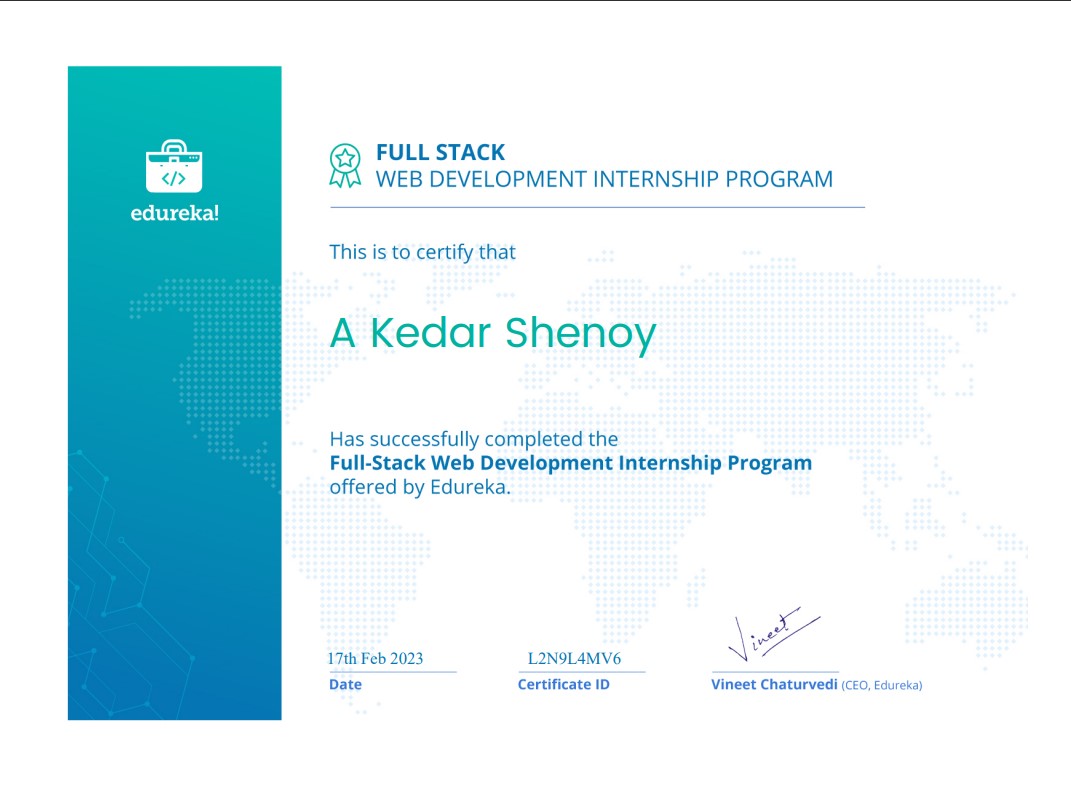 </>
edureka!
FULL STACK
WEB DEVELOPMENT INTERNSHIP PROGRAM
This is to certify that
A Kedar Shenoy
Has successfully completed the
Full-Stack Web Development Internship Program
offered by Edureka.
Vineet
17th Feb 2023 L2N9L4MV6
Date Certificate ID Vineet Chaturvedi (CEO, Edureka)